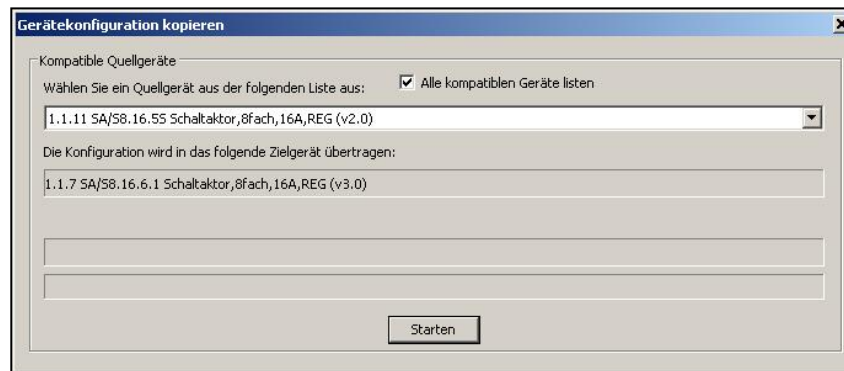 Gerätekonfiguration kopieren
Kompatible Quellgeräte
Wählen Sie ein Quellgerät aus der folgenden Liste aus:
Alle kompatiblen Geräte listen
1.1.11 SA/S8.16.5S Schaltaktor,8fach,16A,REG (v2.0)
Die Konfiguration wird in das folgende Zielgerät übertragen:
1.1.7 SA/S8.16.6.1 Schaltaktor,8fach,16A,REG (v3.0)
Starten